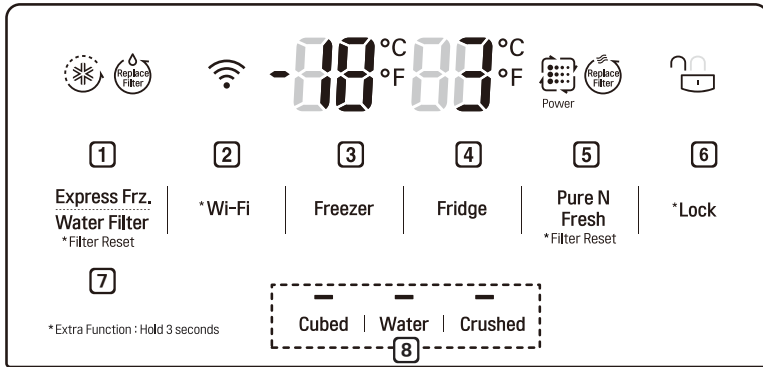 Replace Filter
-18 °C °F
3 °C °F
Replace Filter
Power
1
2
3
4
5
6
Express Frz.
Water Filter
*Filter Reset
*Wi-Fi
Freezer
Fridge
Pure N
Fresh
*Filter Reset
*Lock
7
*Extra Function : Hold 3 seconds
Cubed
Water
Crushed
8